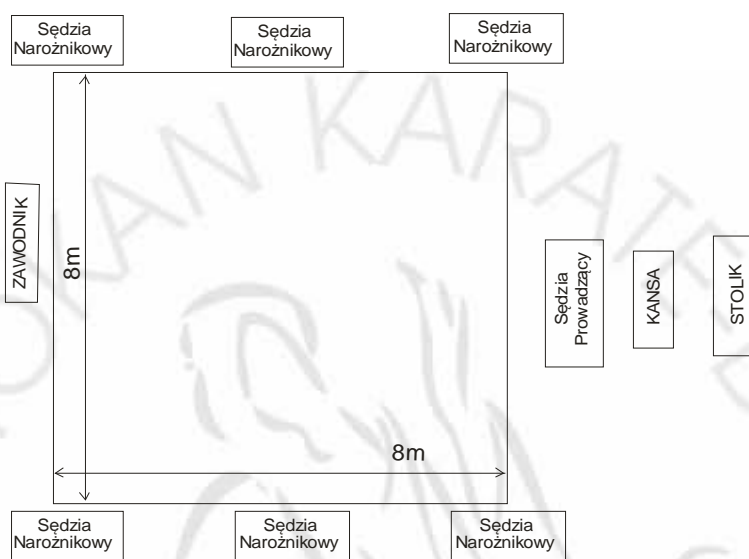 Sędzia
Narożnikowy
Sędzia
Narożnikowy
Sędzia
Narożnikowy
ZAWODNIK
8m
Sędzia
Prowadzący
KANSA
STOLIK
8m
Sędzia
Narożnikowy
Sędzia
Narożnikowy
Sędzia
Narożnikowy